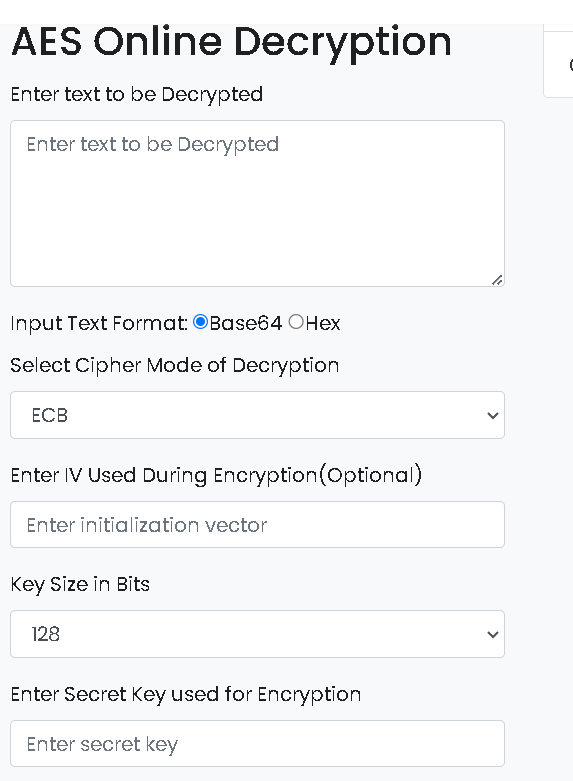 AES Online Decryption
Enter text to be Decrypted
Enter text to be Decrypted
Input Text Format: Base64 Hex
Select Cipher Mode of Decryption
ECB
Enter IV Used During Encryption(Optional)
Enter initialization vector
Key Size in Bits
128
Enter Secret Key used for Encryption
Enter secret key